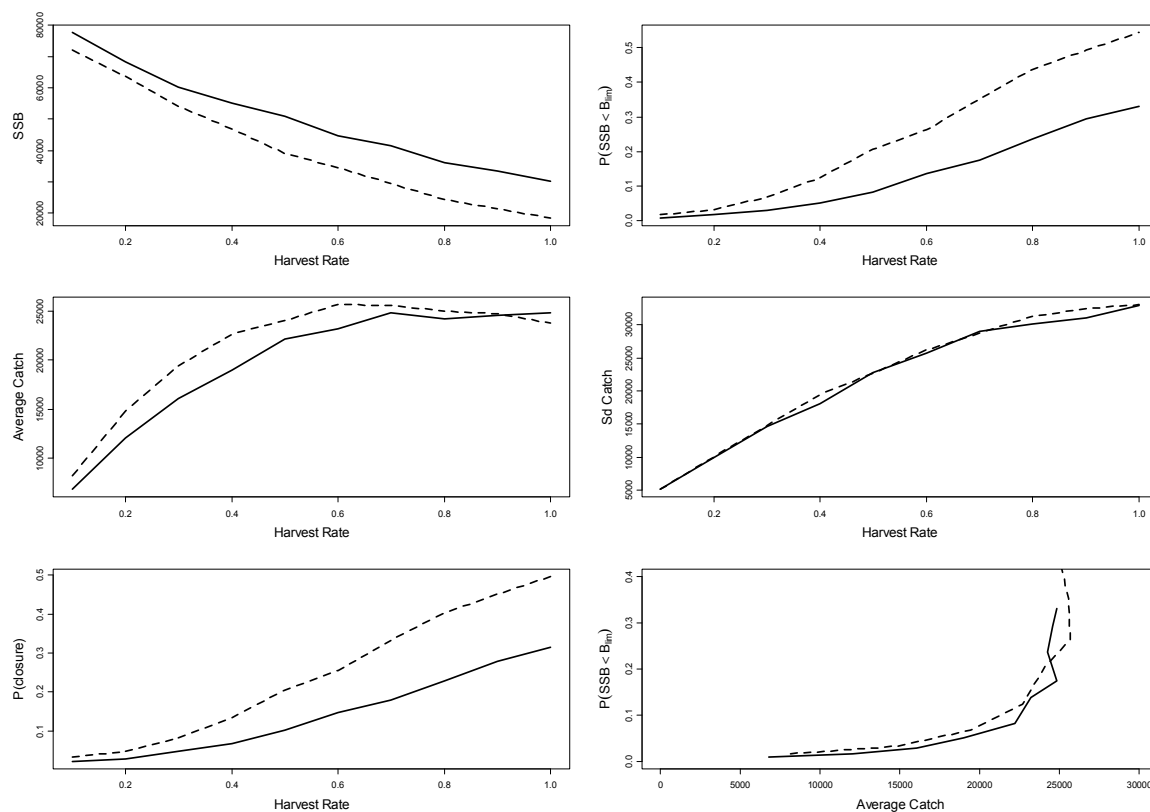 SSB
20000 40000 60000 80000
0.2 0.4 0.6 0.8 1.0
Harvest Rate
P(SSB < Blim)
0.0 0.1 0.2 0.3 0.4 0.5
0.2 0.4 0.6 0.8 1.0
Harvest Rate
Average Catch
10000 15000 20000 25000
0.2 0.4 0.6 0.8 1.0
Harvest Rate
Sd Catch
5000 10000 15000 20000 25000 30000
0.2 0.4 0.6 0.8 1.0
Harvest Rate
P(closure)
0.1 0.2 0.3 0.4 0.5
0.2 0.4 0.6 0.8 1.0
Harvest Rate
P(SSB < Blim)
0.0 0.1 0.2 0.3 0.4
0 5000 10000 15000 20000 25000 30000
Average Catch